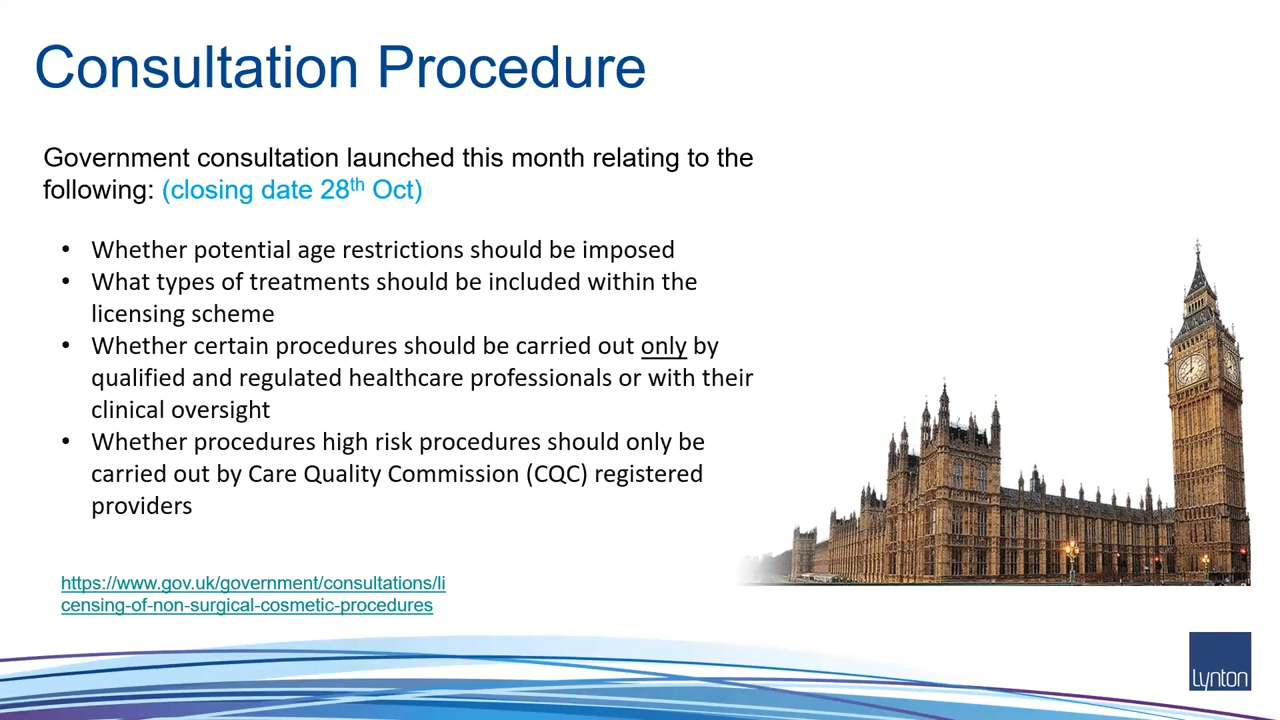 Consultation Procedure
Government consultation launched this month relating to the
following: (closing date 28th Oct)
• Whether potential age restrictions should be imposed
• What types of treatments should be included within the
licensing scheme
• Whether certain procedures should be carried out only by
qualified and regulated healthcare professionals or with their
clinical oversight
• Whether procedures high risk procedures should only be
carried out by Care Quality Commission (CQC) registered
providers
https://www.gov.uk/government/consultations/li
censing-of-non-surgical-cosmetic-procedures
Lynton